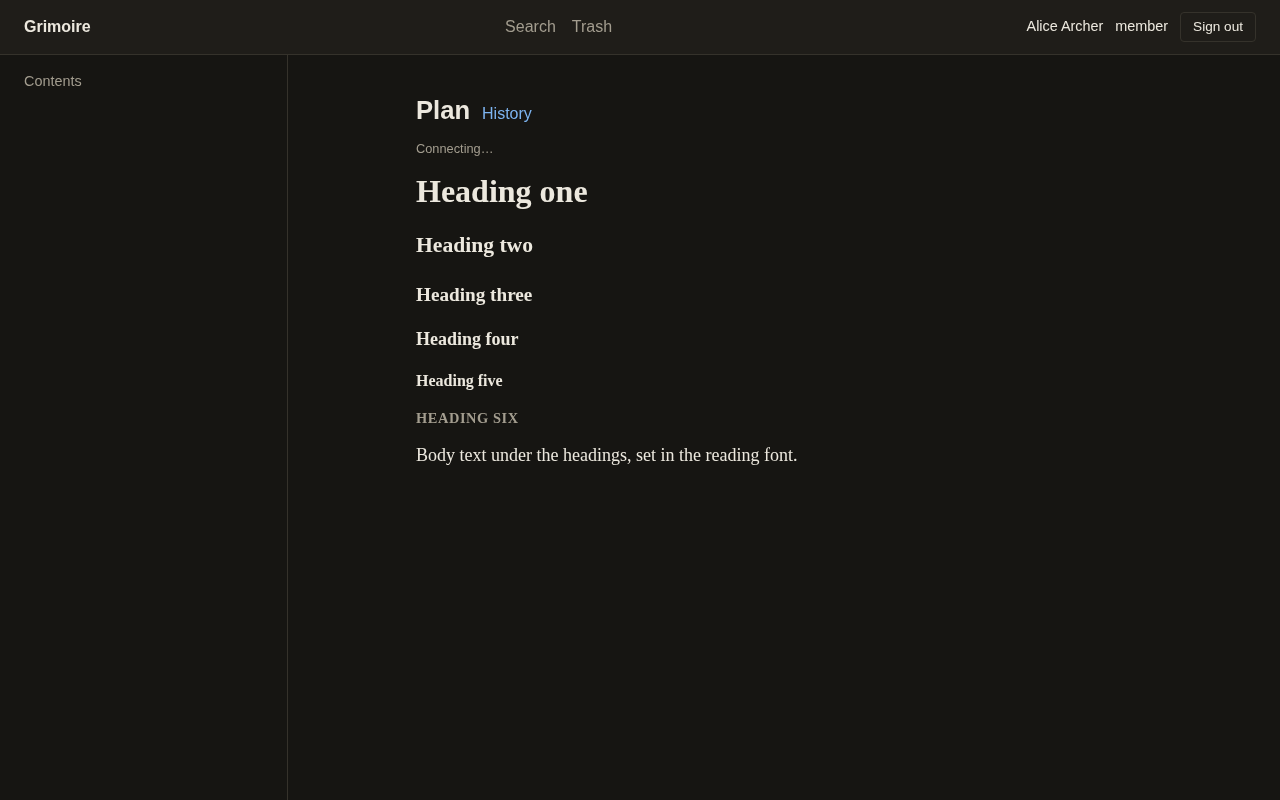 Grimoire
Search Trash
Alice Archer member Sign out
Contents
Plan History
Connecting…
Heading one
Heading two
Heading three
Heading four
Heading five
HEADING SIX
Body text under the headings, set in the reading font.